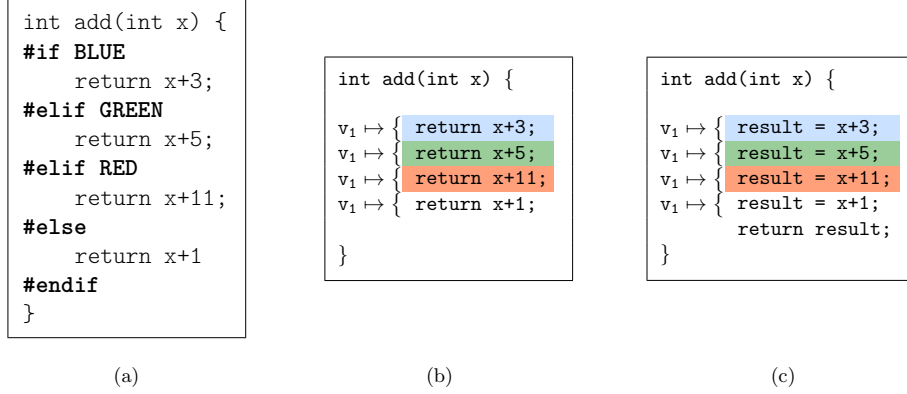 int add(int x) {
#if BLUE
return x+3;
#elif GREEN
return x+5;
#elif RED
return x+11;
#else
return x+1
#endif
}
(a)
int add(int x) {
v₁ ↦ { return x+3;
v₁ ↦ { return x+5;
v₁ ↦ { return x+11;
v₁ ↦ { return x+1;
}
(b)
int add(int x) {
v₁ ↦ { result = x+3;
v₁ ↦ { result = x+5;
v₁ ↦ { result = x+11;
v₁ ↦ { result = x+1;
return result;
}
(c)